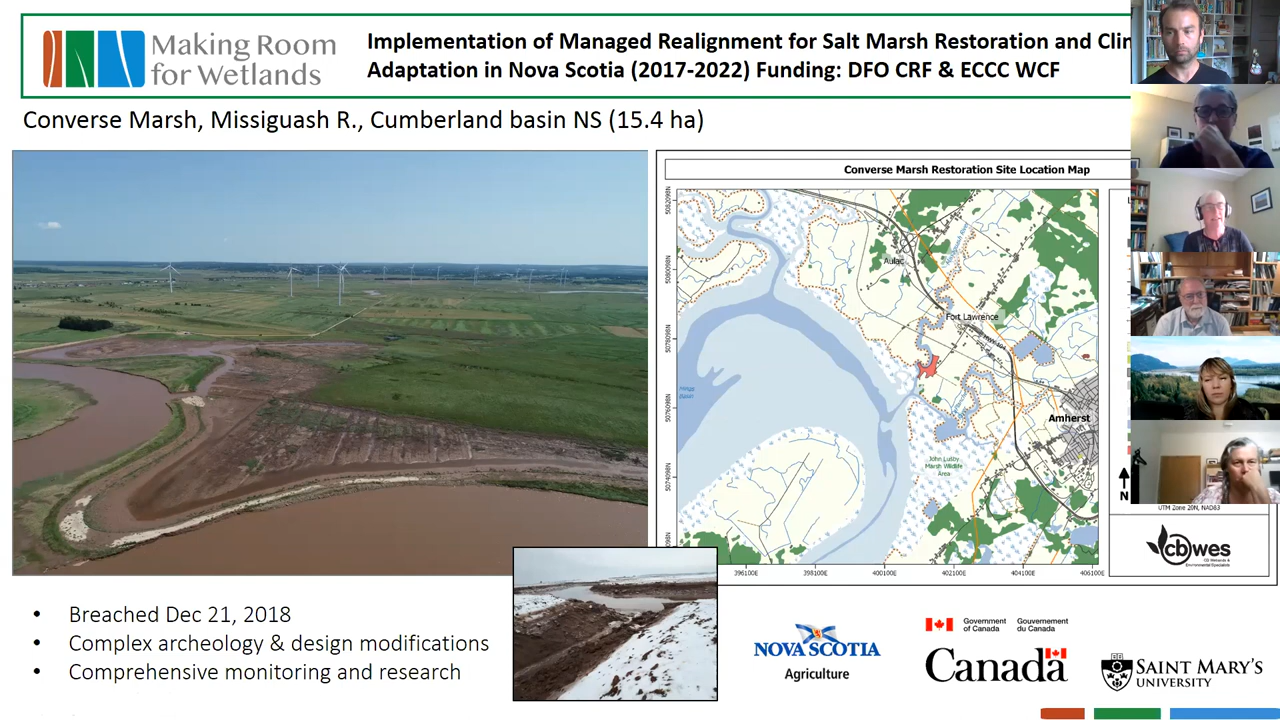 Making Room
for Wetlands
Implementation of Managed Realignment for Salt Marsh Restoration and
Adaptation in Nova Scotia (2017-2022) Funding: DFO CRF & ECCC WCF
Converse Marsh, Missiguash R., Cumberland basin NS (15.4 ha)
Converse Marsh Restoration Site Location Map
Aulac
Fort Lawrence
Amherst
John Lusby
Marsh Wildlife
Area
N
UTM Zone 20N, NAD83
396100E
398100E
400100E
402100E
404100E
406100E
cbwes
• Breached Dec 21, 2018
• Complex archeology & design modifications
• Comprehensive monitoring and research
NOVA SCOTIA
Agriculture
Government of Canada
Gouvernement du Canada
Canada
SAINT MARY'S
UNIVERSITY